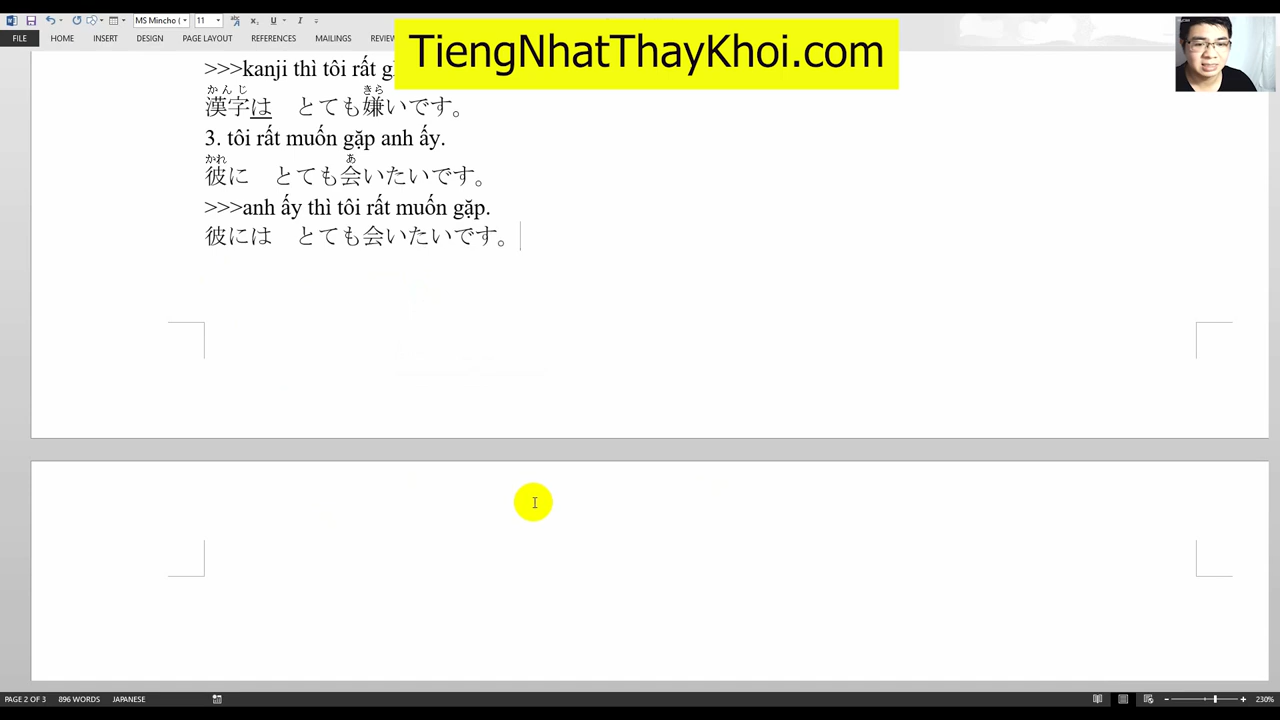 MS Mincho (
11
FILE
HOME
INSERT
DESIGN
PAGE LAYOUT
REFERENCES
MAILINGS
TiengNhatThayKhoi.com
>>>kanji thì tôi rất
かんじ きら
漢字は とても嫌いです。
3. tôi rất muốn gặp anh ấy.
かれ あ
彼に とても会いたいです。
>>>anh ấy thì tôi rất muốn gặp.
彼には とても会いたいです。
PAGE 2 OF 3
896 WORDS
JAPANESE
230%